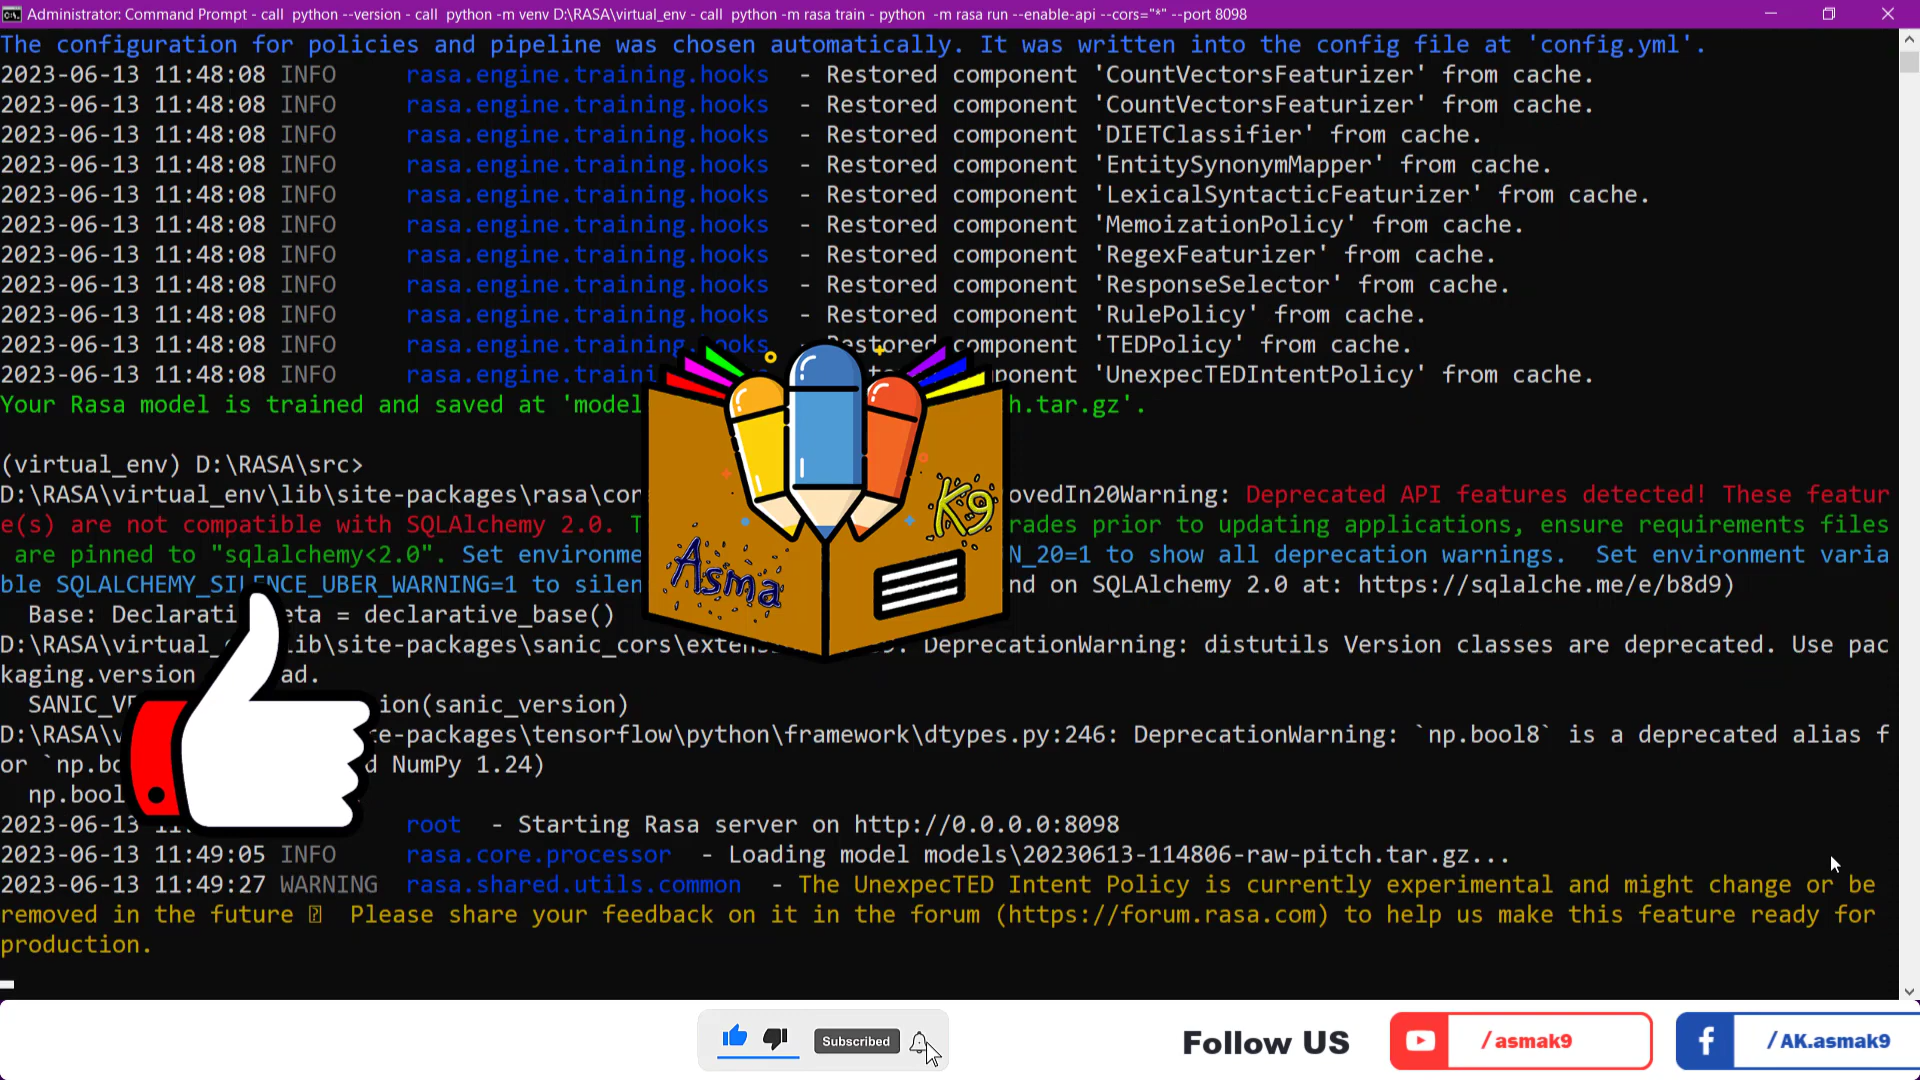 Administrator: Command Prompt - call  python --version - call  python -m venv D:\RASA\virtual_env - call  python -m rasa train - python  -m rasa run --enable-api --cors="*" --port 8098
The configuration for policies and pipeline was chosen automatically. It was written into the config file at 'config.yml'.
2023-06-13 11:48:08 INFO     rasa.engine.training.hooks  - Restored component 'CountVectorsFeaturizer' from cache.
2023-06-13 11:48:08 INFO     rasa.engine.training.hooks  - Restored component 'CountVectorsFeaturizer' from cache.
2023-06-13 11:48:08 INFO     rasa.engine.training.hooks  - Restored component 'DIETClassifier' from cache.
2023-06-13 11:48:08 INFO     rasa.engine.training.hooks  - Restored component 'EntitySynonymMapper' from cache.
2023-06-13 11:48:08 INFO     rasa.engine.training.hooks  - Restored component 'LexicalSyntacticFeaturizer' from cache.
2023-06-13 11:48:08 INFO     rasa.engine.training.hooks  - Restored component 'MemoizationPolicy' from cache.
2023-06-13 11:48:08 INFO     rasa.engine.training.hooks  - Restored component 'RegexFeaturizer' from cache.
2023-06-13 11:48:08 INFO     rasa.engine.training.hooks  - Restored component 'ResponseSelector' from cache.
2023-06-13 11:48:08 INFO     rasa.engine.training.hooks  - Restored component 'RulePolicy' from cache.
2023-06-13 11:48:08 INFO     rasa.engine.training.hooks    stored component 'TEDPolicy' from cache.
2023-06-13 11:48:08 INFO     rasa.engine.traini ponent 'UnexpecTEDIntentPolicy' from cache.
Your Rasa model is trained and saved at 'model h.tar.gz'.
(virtual_env) D:\RASA\src>
D:\RASA\virtual_env\lib\site-packages\rasa\cor ovedIn20Warning: Deprecated API features detected! These featur
e(s) are not compatible with SQLAlchemy 2.0. rades prior to updating applications, ensure requirements files
are pinned to "sqlalchemy<2.0". Set environme N_20=1 to show all deprecation warnings.  Set environment varia
ble SQLALCHEMY_SILENCE_UBER_WARNING=1 to silen nd on SQLAlchemy 2.0 at: https://sqlalche.me/e/b8d9)
Base: Declarati eta = declarative_base()
D:\RASA\virtual_ lib\site-packages\sanic_cors\exten DeprecationWarning: distutils Version classes are deprecated. Use pac
kaging.version ad.
SANIC_VE ion(sanic_version)
D:\RASA\v e-packages\tensorflow\python\framework\dtypes.py:246: DeprecationWarning: `np.bool8` is a deprecated alias f
or `np.bo d NumPy 1.24)
np.bool
2023-06-13 root  - Starting Rasa server on http://0.0.0.0:8098
2023-06-13 11:49:05 INFO     rasa.core.processor  - Loading model models\20230613-114806-raw-pitch.tar.gz...
2023-06-13 11:49:27 WARNING  rasa.shared.utils.common  - The UnexpecTED Intent Policy is currently experimental and might change or be
removed in the future Please share your feedback on it in the forum (https://forum.rasa.com) to help us make this feature ready for
production.
Asma
K9
Subscribed
Follow US
/asmak9
/AK.asmak9